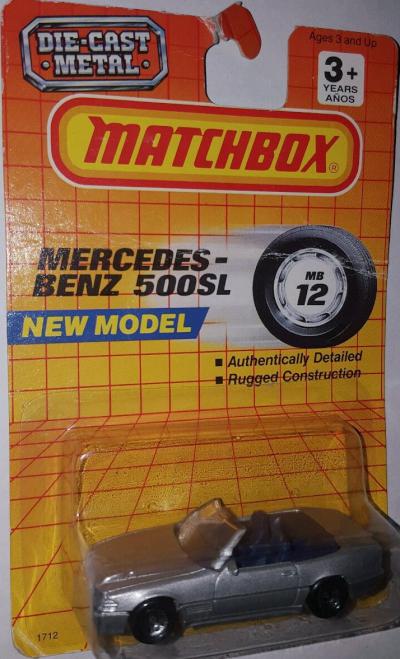 DIE-CAST
METAL
Ages 3 and Up
3+
YEARS
AÑOS
MATCHBOX®
MERCEDES-
BENZ 500SL
MB
12
NEW MODEL
■ Authentically Detailed
■ Rugged Construction
1712